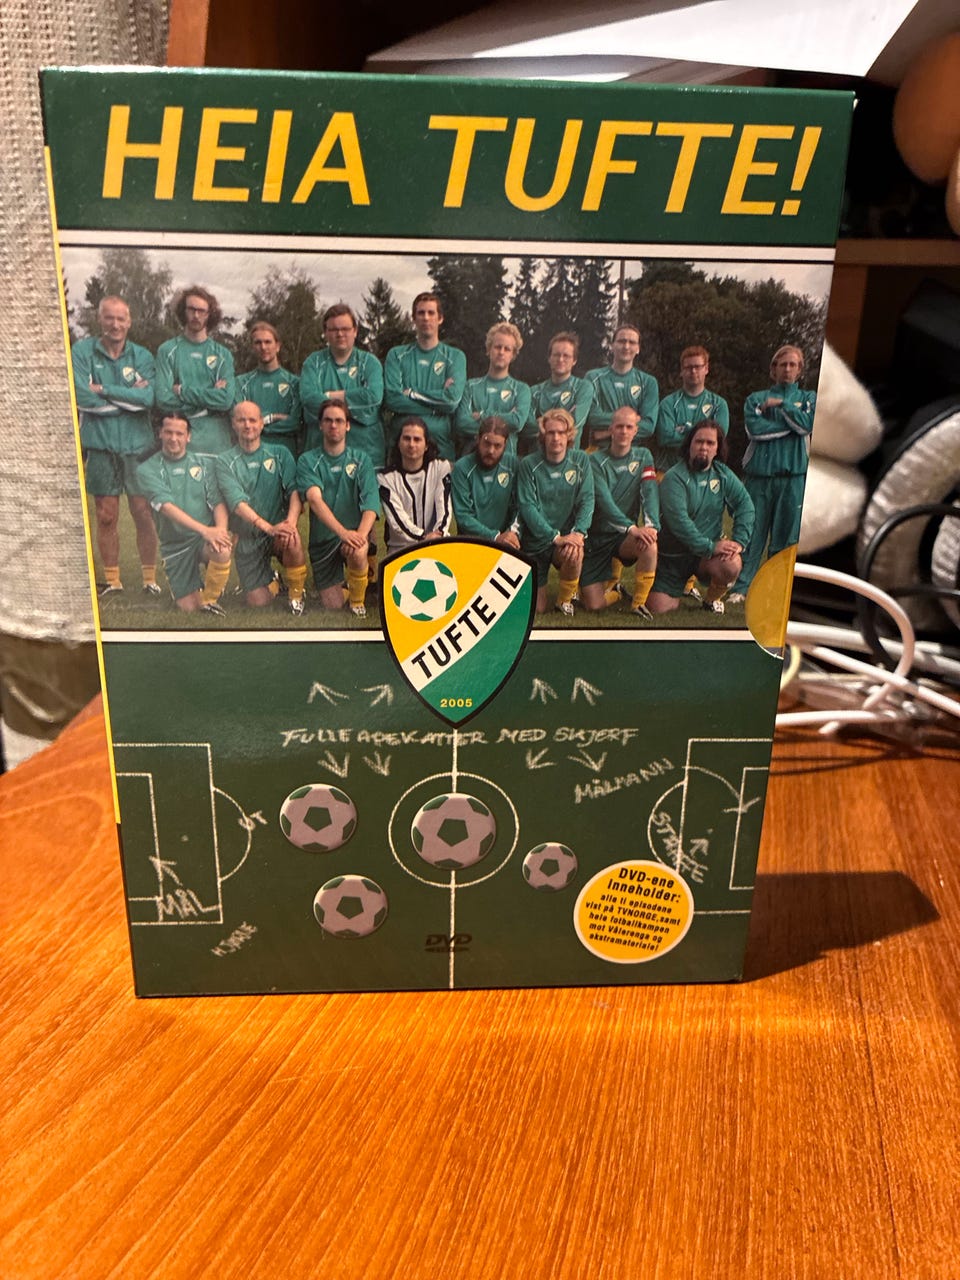 HEIA TUFTE!
TUFTE IL
2005
FULLE APEKATTER MED SKJERF
MÅLMANN
UT
STRAFFE
MÅL
DVD-ene
inneholder:
alle ti episodene
vist på TVNORGE, samt
hele fotballkampen
mot Vålerenga og
ekstramateriale!
DVD